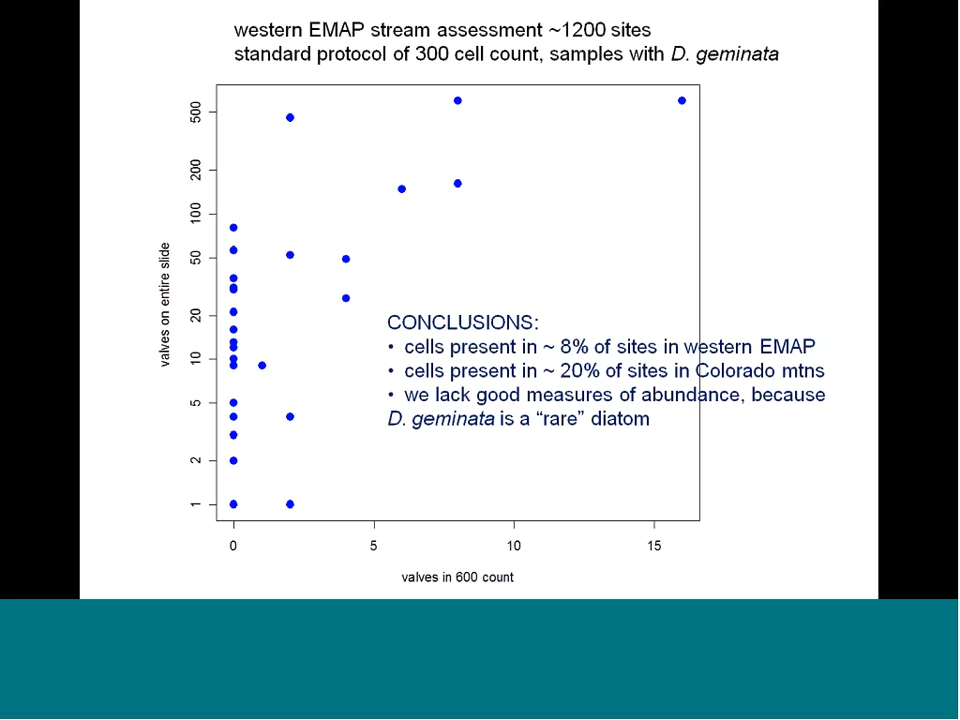 western EMAP stream assessment ~1200 sites
standard protocol of 300 cell count, samples with D. geminata
500
200
100
50
20
10
5
2
1
valves on entire slide
CONCLUSIONS:
• cells present in ~ 8% of sites in western EMAP
• cells present in ~ 20% of sites in Colorado mtns
• we lack good measures of abundance, because
D. geminata is a “rare” diatom
0 5 10 15
valves in 600 count